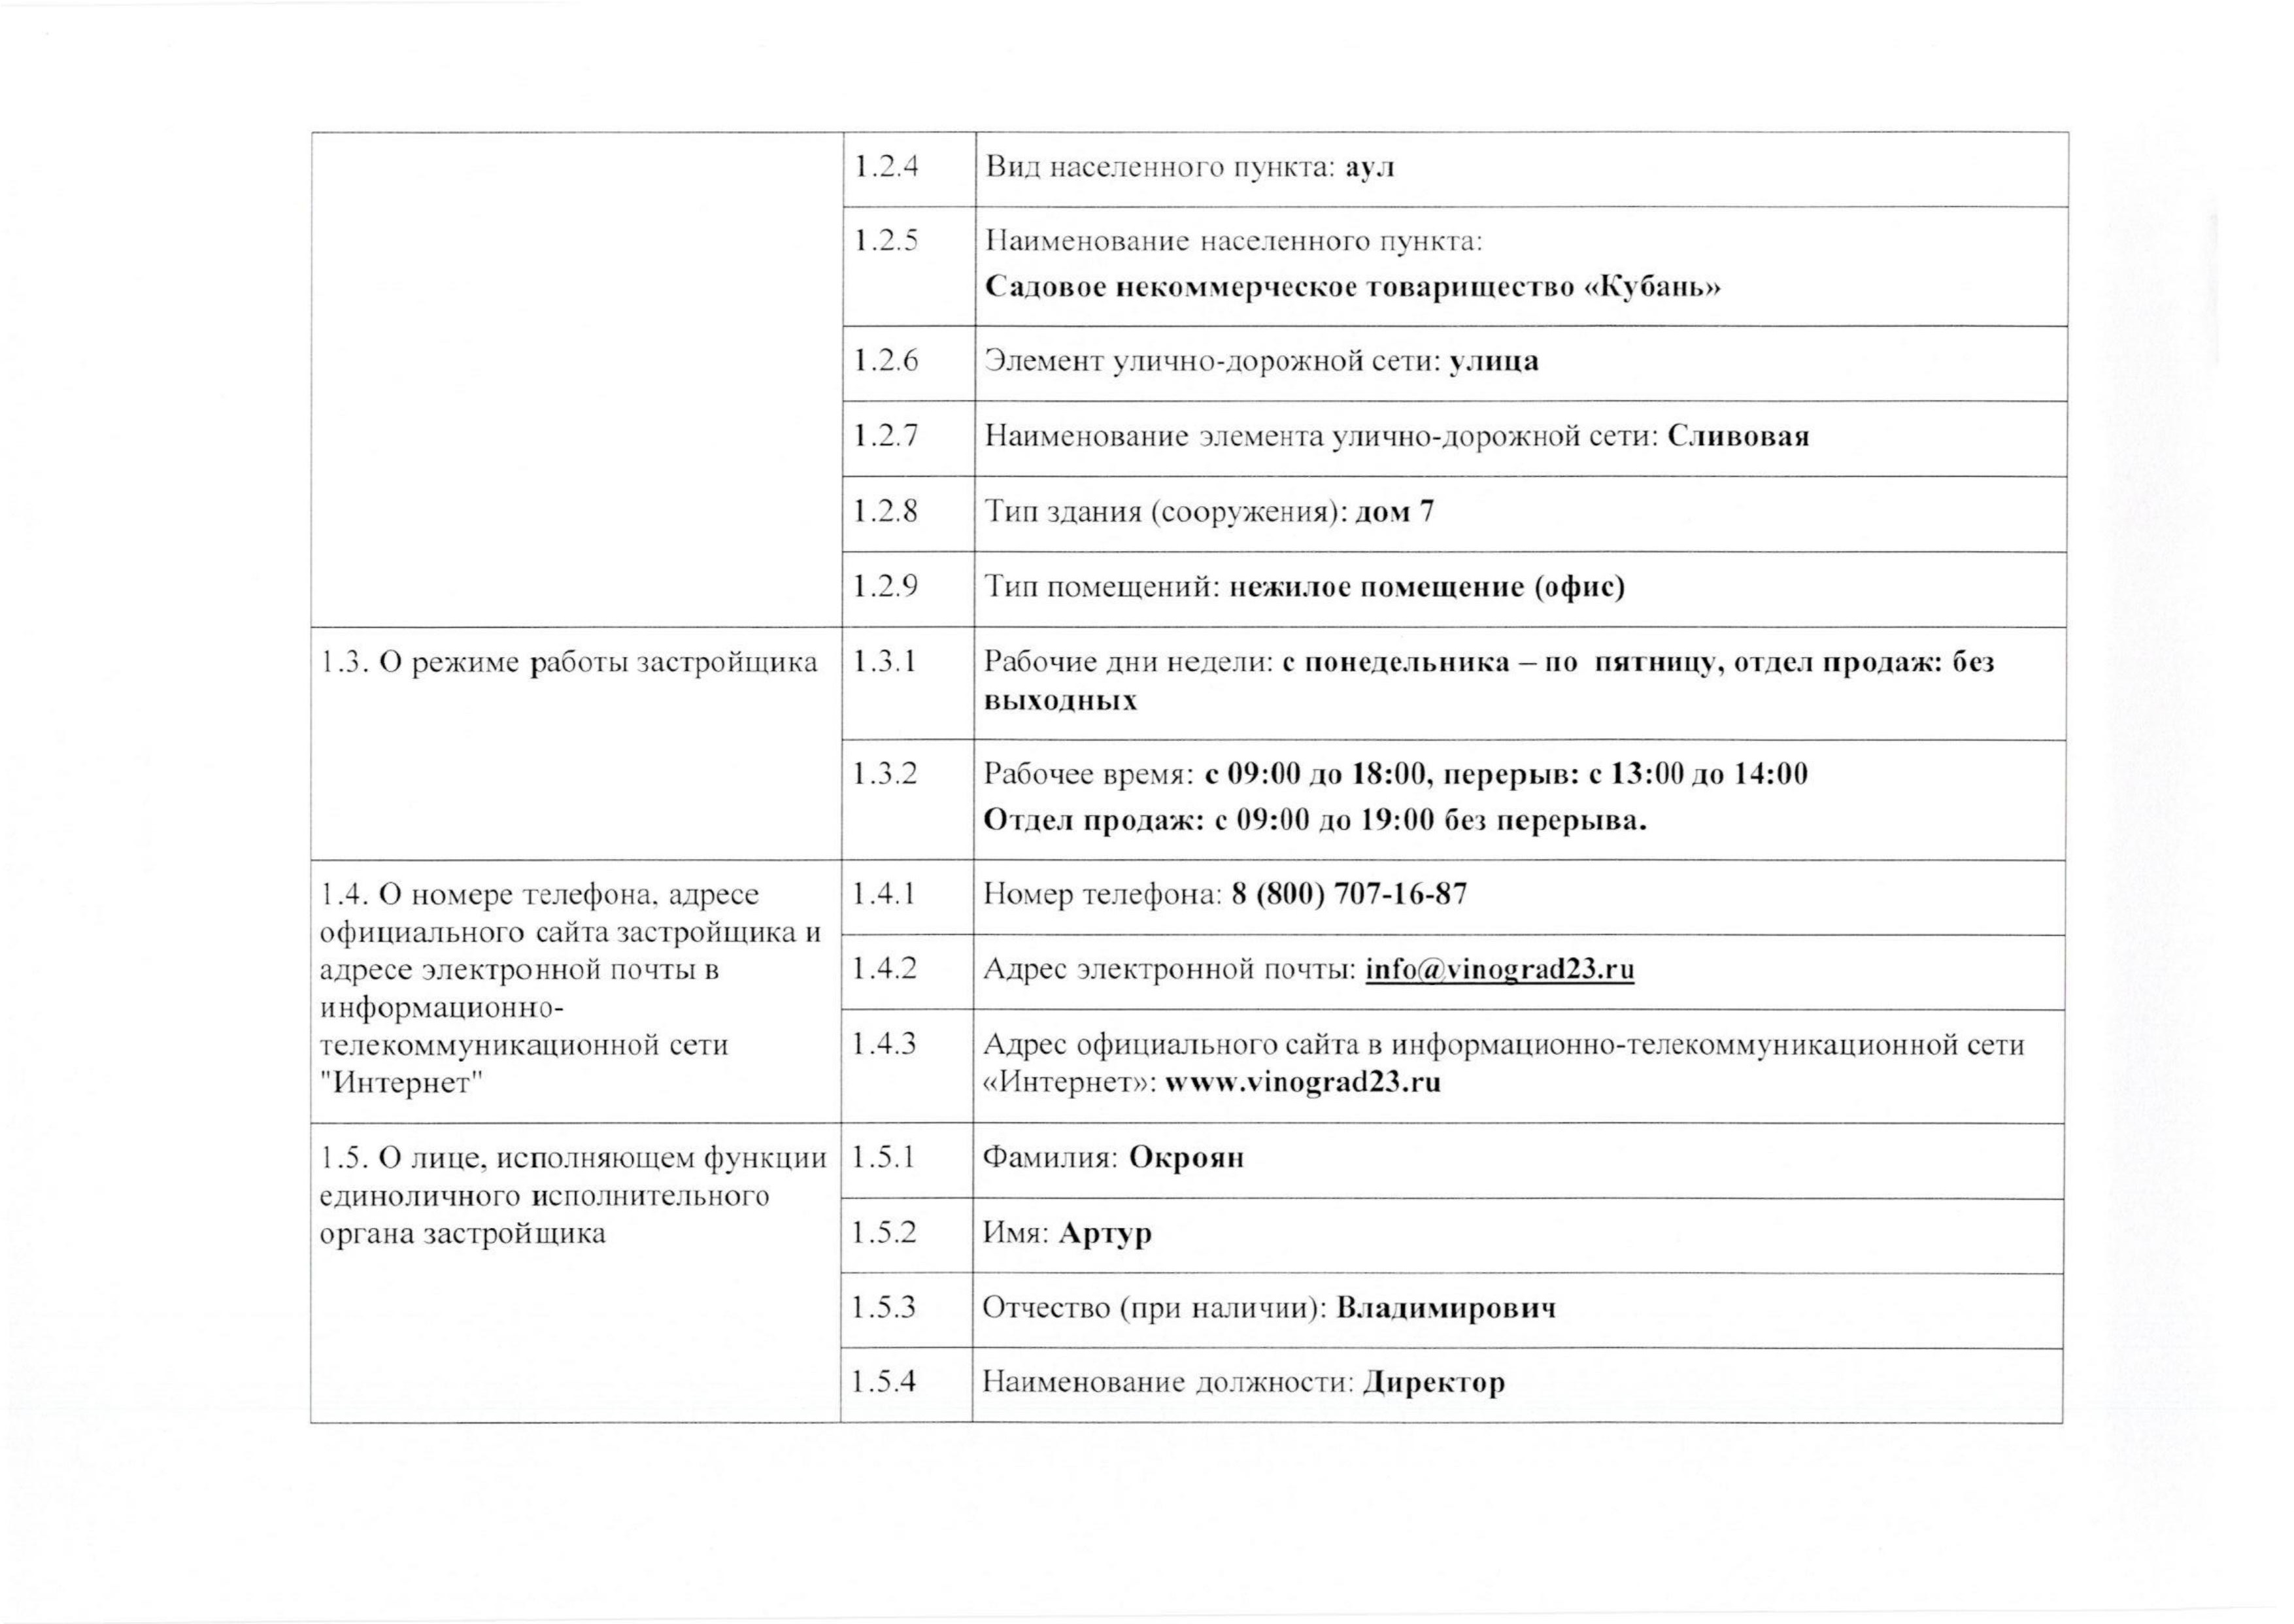 1.2.4 Вид населенного пункта: аул
1.2.5 Наименование населенного пункта:
Садовое некоммерческое товарищество «Кубань»
1.2.6 Элемент улично-дорожной сети: улица
1.2.7 Наименование элемента улично-дорожной сети: Сливовая
1.2.8 Тип здания (сооружения): дом 7
1.2.9 Тип помещений: нежилое помещение (офис)
1.3. О режиме работы застройщика
1.3.1 Рабочие дни недели: с понедельника – по пятницу, отдел продаж: без
выходных
1.3.2 Рабочее время: с 09:00 до 18:00, перерыв: с 13:00 до 14:00
Отдел продаж: с 09:00 до 19:00 без перерыва.
1.4. О номере телефона, адресе
официального сайта застройщика и
адресе электронной почты в
информационно-
телекоммуникационной сети
"Интернет"
1.4.1 Номер телефона: 8 (800) 707-16-87
1.4.2 Адрес электронной почты: info@vinograd23.ru
1.4.3 Адрес официального сайта в информационно-телекоммуникационной сети
«Интернет»: www.vinograd23.ru
1.5. О лице, исполняющем функции
единоличного исполнительного
органа застройщика
1.5.1 Фамилия: Окроян
1.5.2 Имя: Артур
1.5.3 Отчество (при наличии): Владимирович
1.5.4 Наименование должности: Директор